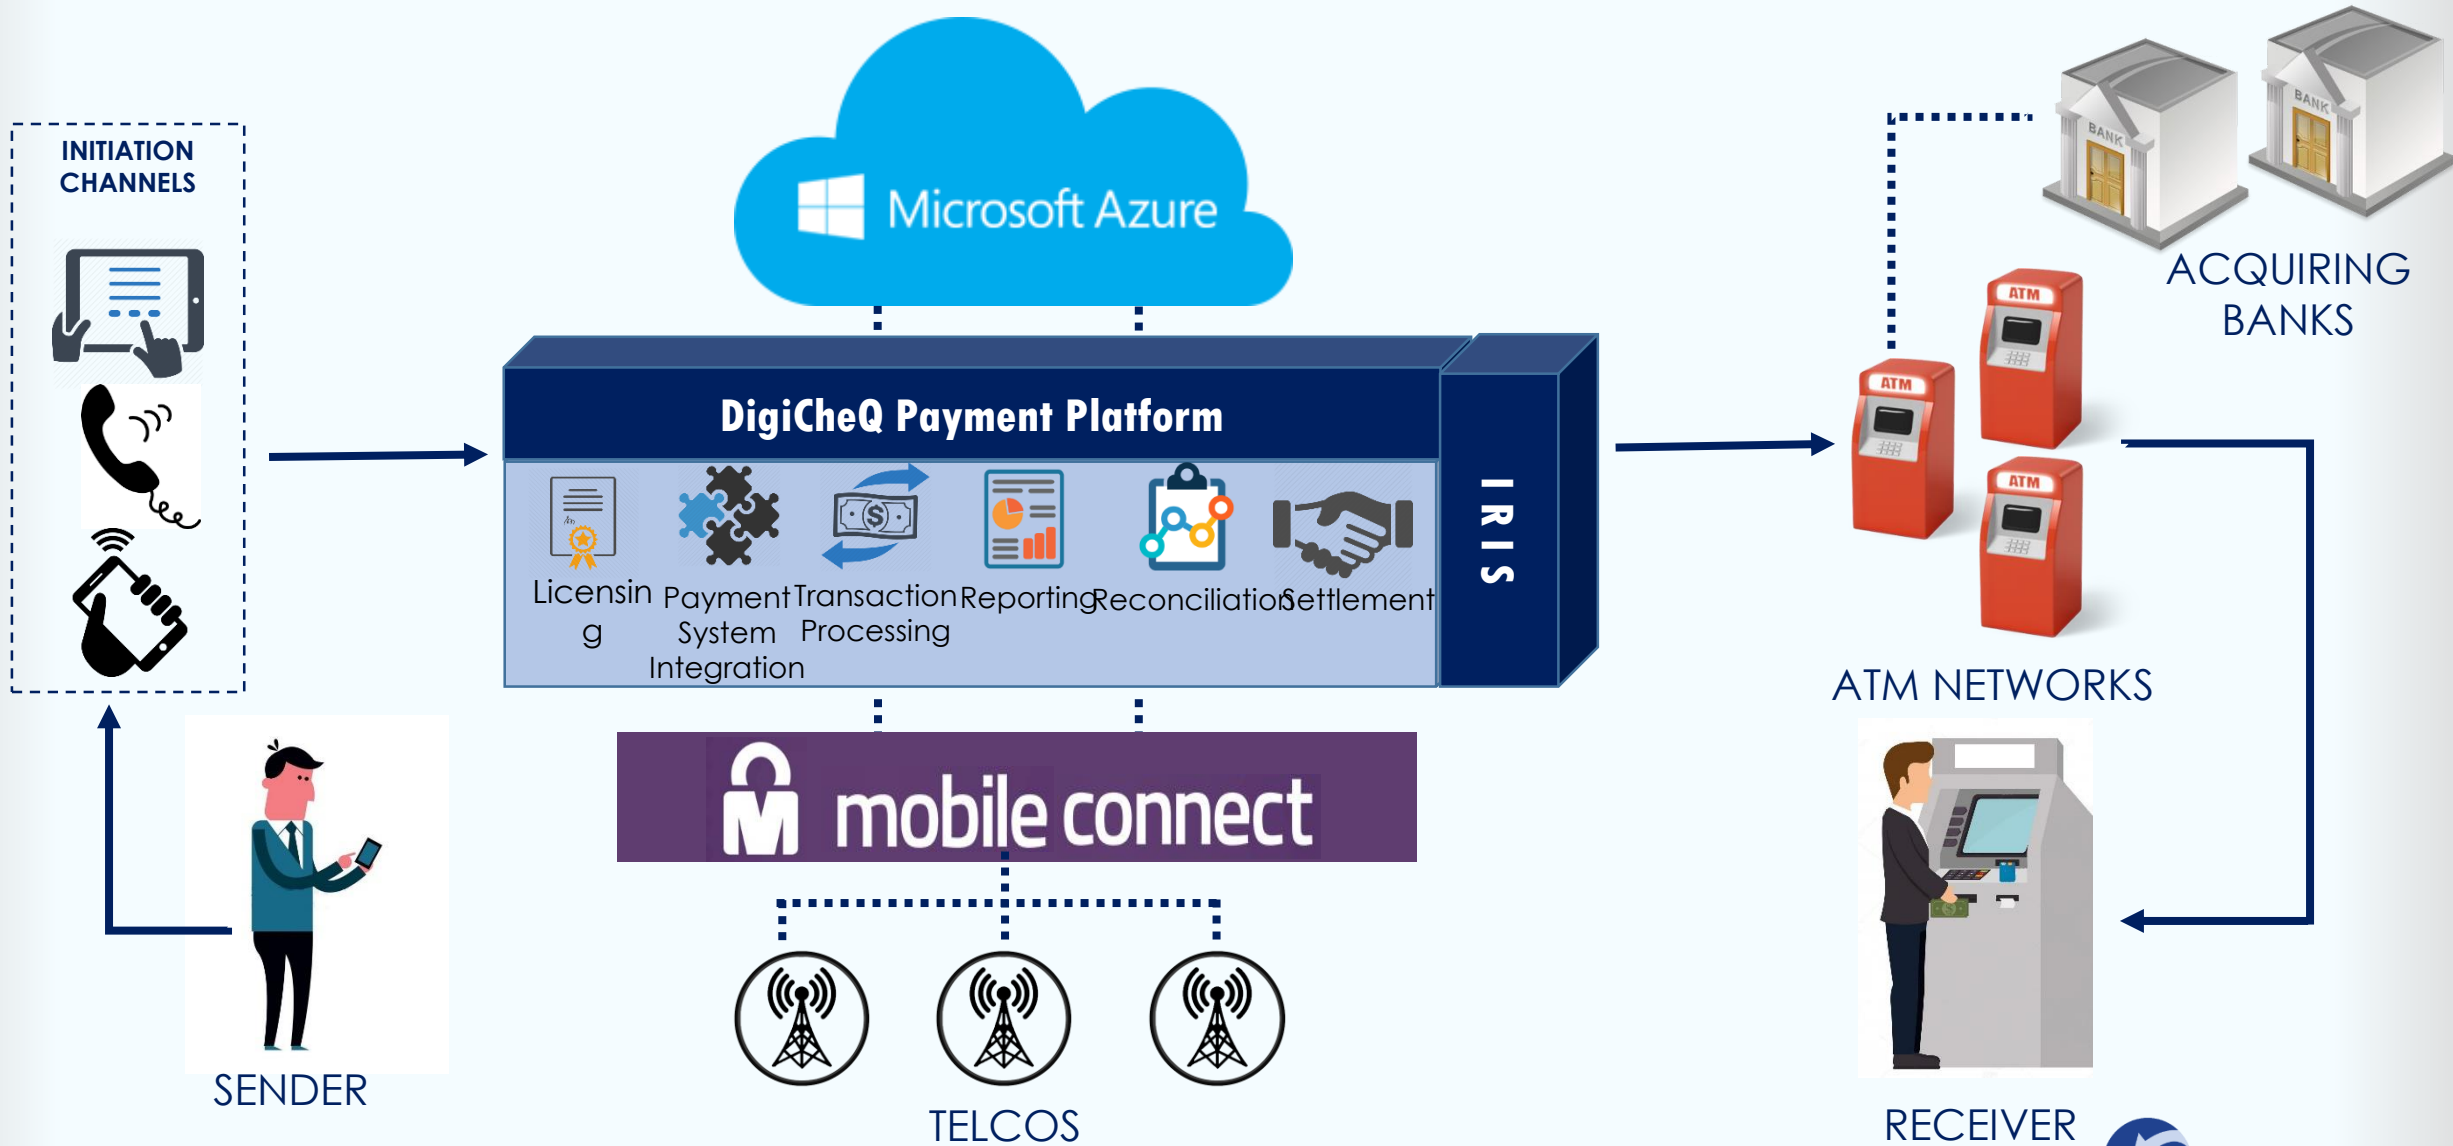 INITIATION
CHANNELS
Microsoft Azure
BANK
BANK
ACQUIRING
BANKS
DigiCheQ Payment Platform
IRIS
Licensin
g
Payment
System
Integration
Transaction
Processing
Reporting
Reconciliation
Settlement
ATM
ATM
ATM
ATM NETWORKS
mobile connect
SENDER
TELCOS
RECEIVER